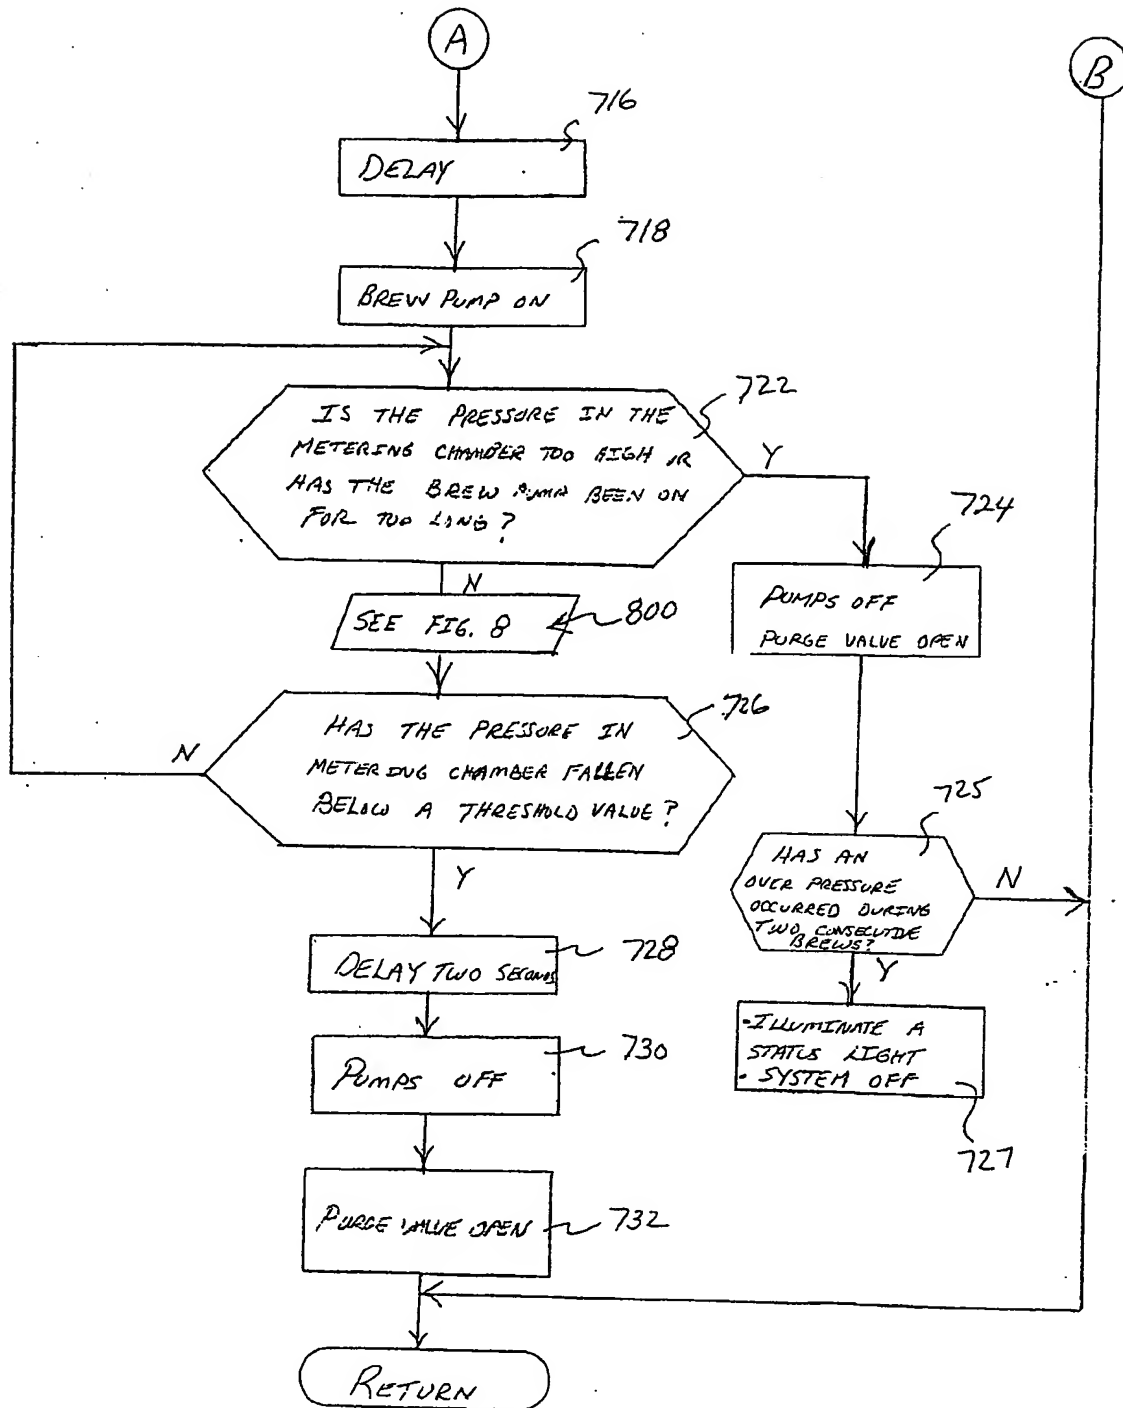 A
B
716
DELAY
718
BREW PUMP ON
722
IS THE PRESSURE IN THE
METERING CHAMBER TOO HIGH OR
HAS THE BREW PUMP BEEN ON
FOR TOO LONG?
Y
N
724
PUMPS OFF
PURGE VALUE OPEN
SEE FIG. 8
800
726
HAS THE PRESSURE IN
METERING CHAMBER FALLEN
BELOW A THRESHOLD VALUE?
N
Y
725
HAS AN
OVER PRESSURE
OCCURRED DURING
TWO CONSECUTIVE
BREWS?
N
Y
728
DELAY TWO SECONDS
730
PUMPS OFF
• ILLUMINATE A
STATUS LIGHT
• SYSTEM OFF
727
PURGE VALUE OPEN
732
RETURN